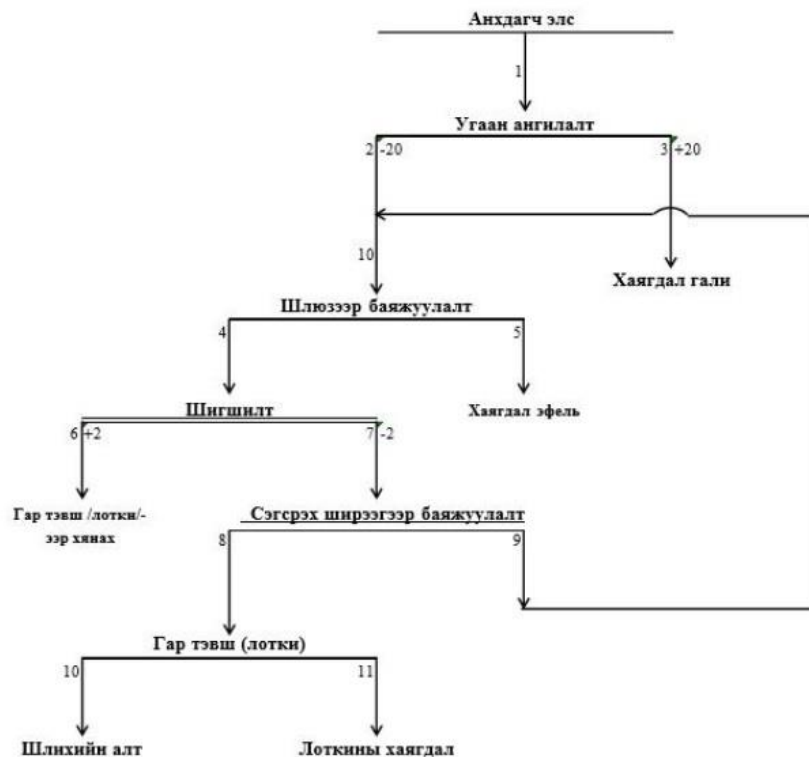 Анхдагч элс
1
Угаан ангилалт
2 -20
3 +20
10
Хаягдал гали
Шлюзээр баяжуулалт
4
5
Шигшилт
Хаягдал эфель
6 +2
7 -2
Гар тэвш /лотки/-
ээр хянах
Сэгсрэх ширээгээр баяжуулалт
8
9
Гар тэвш (лотки)
10
11
Шлихийн алт
Лоткины хаягдал